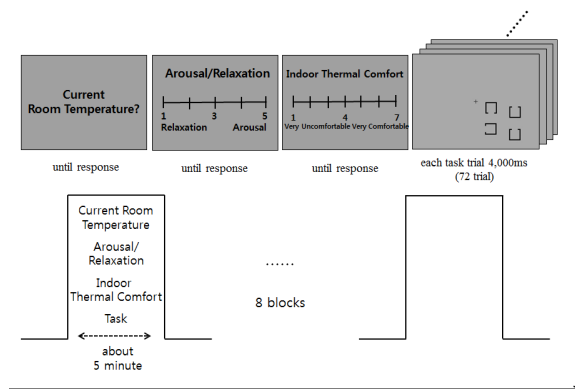 Current
Room Temperature?
Arousal/Relaxation
1 3 5
Relaxation Arousal
Indoor Thermal Comfort
1 4 7
Very Uncomfortable Very Comfortable
until response
until response
until response
each task trial 4,000ms
(72 trial)
Current Room
Temperature
Arousal/
Relaxation
Indoor
Thermal Comfort
Task
about
5 minute
......
8 blocks